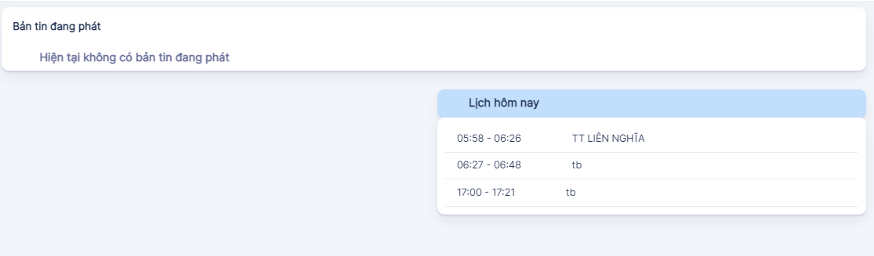 Bản tin đang phát
Hiện tại không có bản tin đang phát
Lịch hôm nay
05:58 - 06:26 TT LIÊN NGHĨA
06:27 - 06:48 tb
17:00 - 17:21 tb